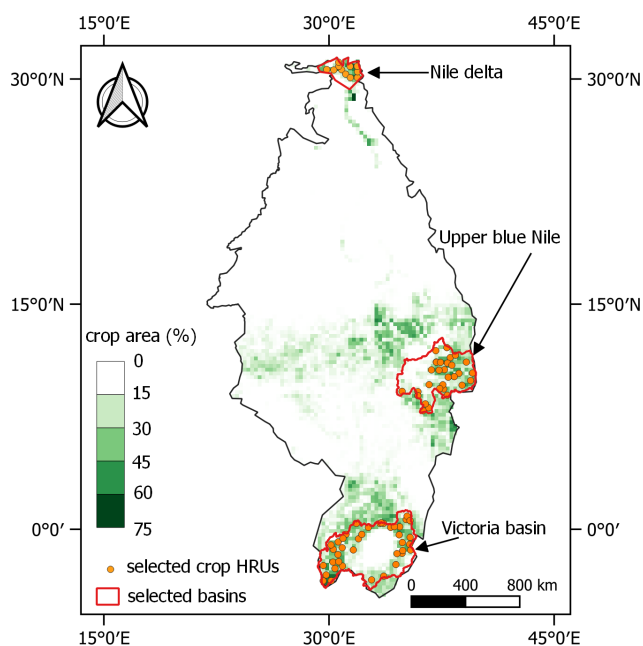 15°0′E 30°0′E 45°0′E
30°0′N 30°0′N
Nile delta
Upper blue Nile
15°0′N 15°0′N
crop area (%)
0
15
30
45
60
75
0°0′ 0°0′
Victoria basin
selected crop HRUs
selected basins
0 400 800 km
15°0′E 30°0′E 45°0′E